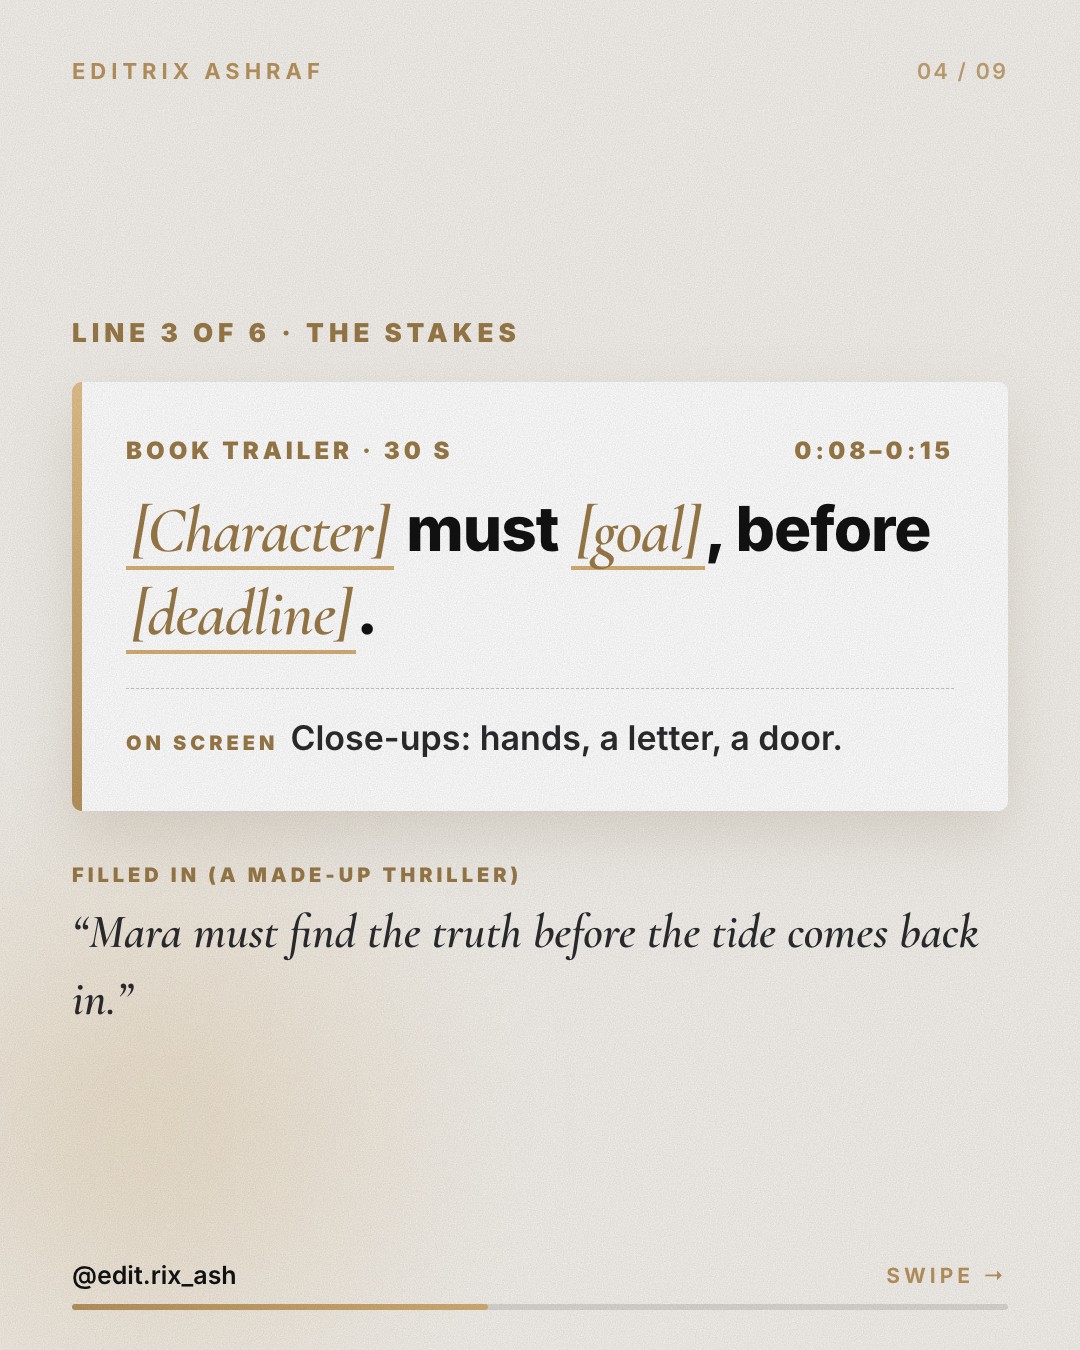 EDITRIX ASHRAF
04 / 09
LINE 3 OF 6 · THE STAKES
BOOK TRAILER · 30 S
0:08–0:15
[Character] must [goal], before
[deadline].
ON SCREEN Close-ups: hands, a letter, a door.
FILLED IN (A MADE-UP THRILLER)
“Mara must find the truth before the tide comes back
in.”
@edit.rix_ash
SWIPE →